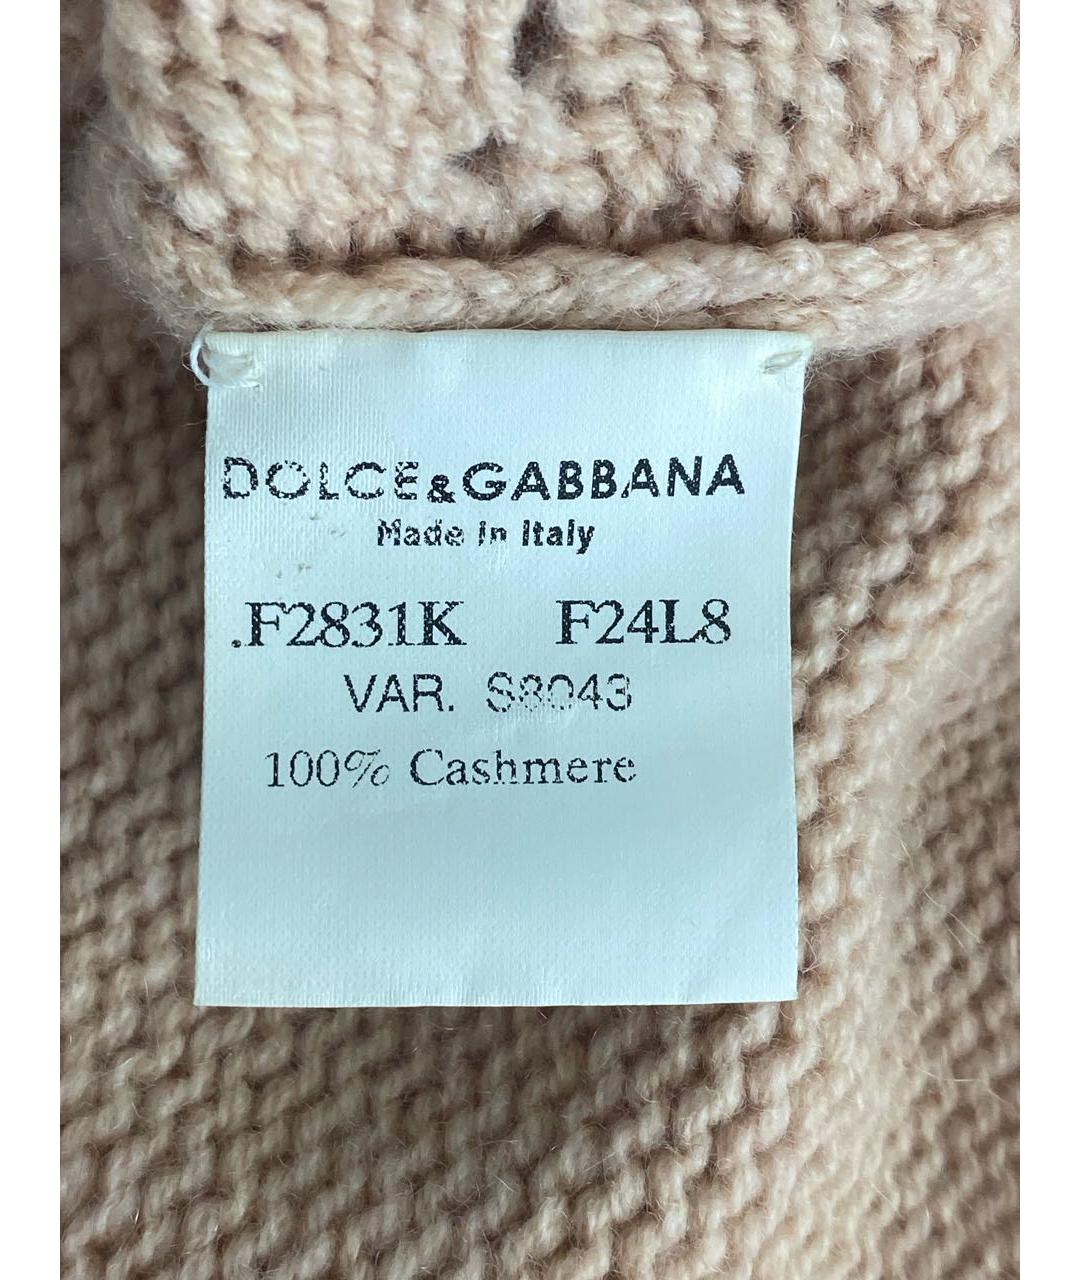 DOLCE&GABBANA
Made in Italy
.F2831K F24L8
VAR. S8043
100% Cashmere